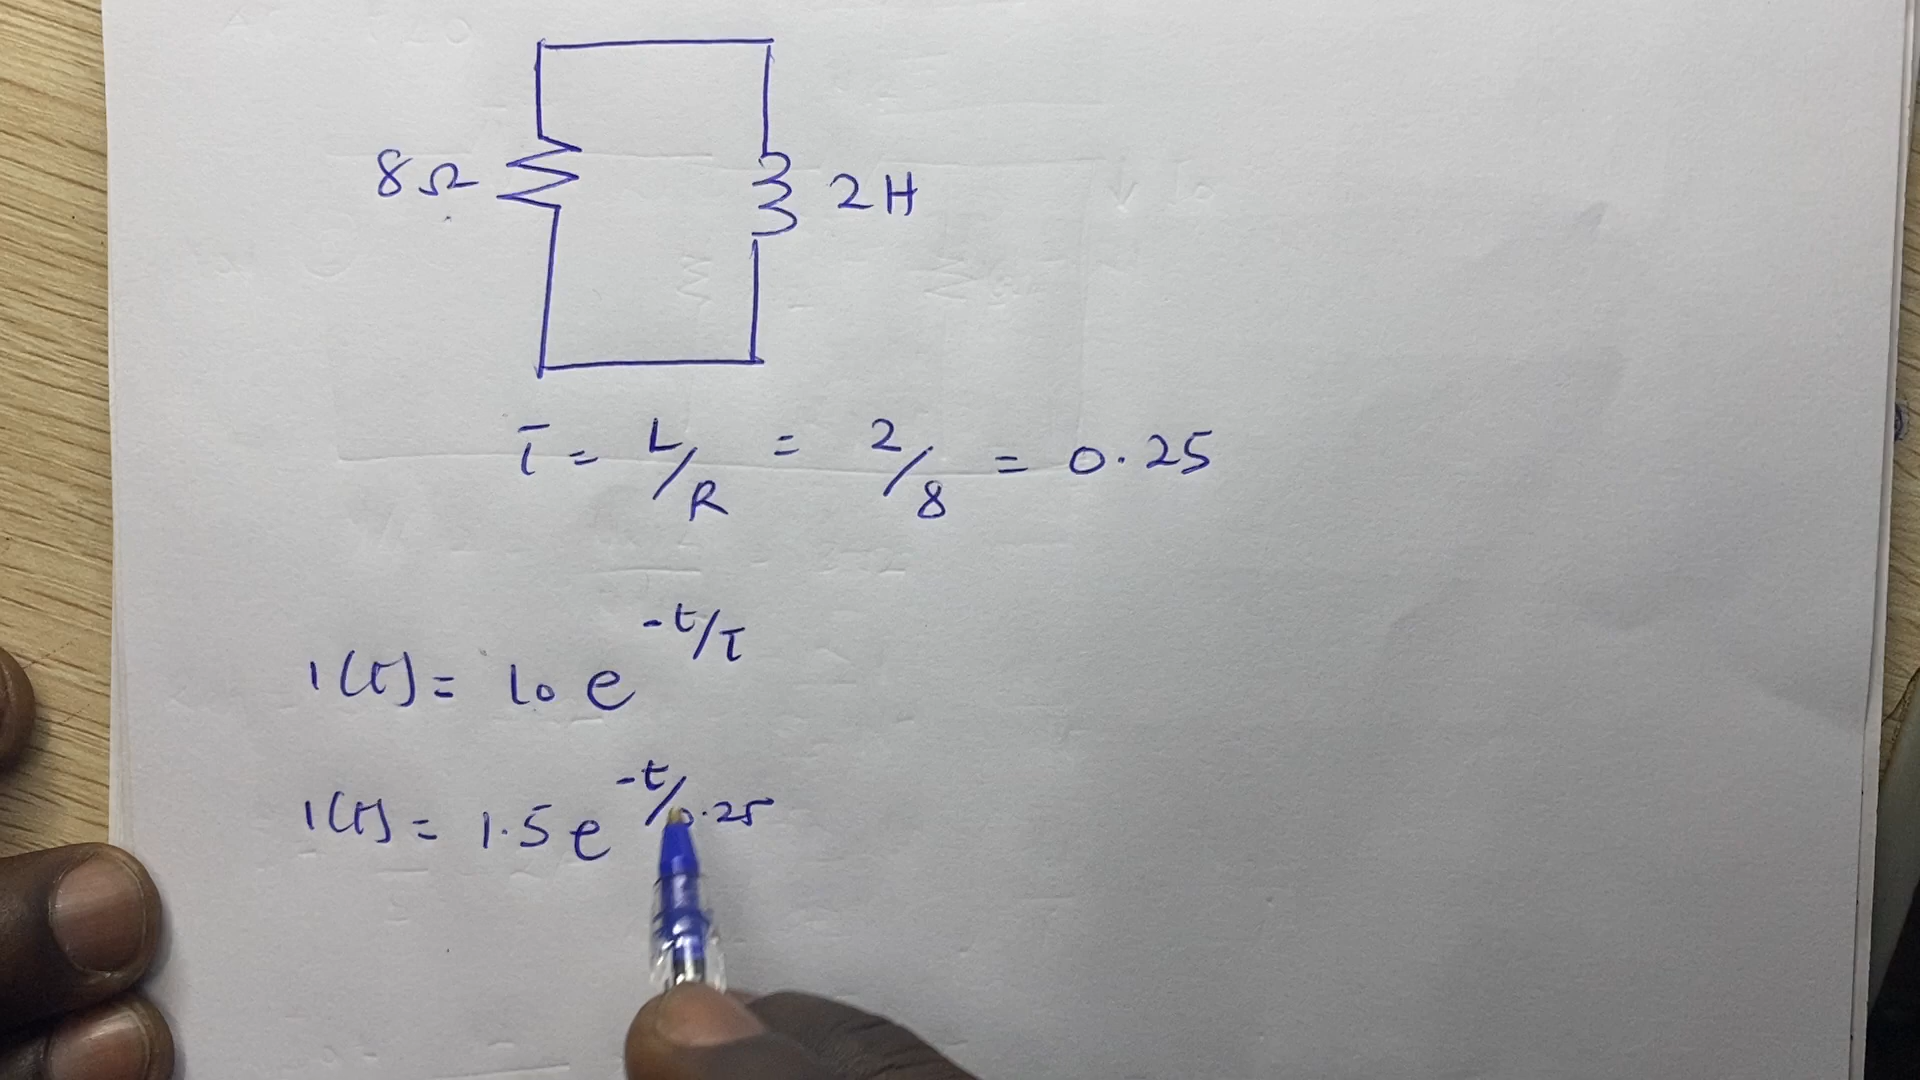 8Ω 2H
τ = L/R = 2/8 = 0.25
i(t) = i₀ e^-t/τ
i(t) = 1.5 e^-t/0.25